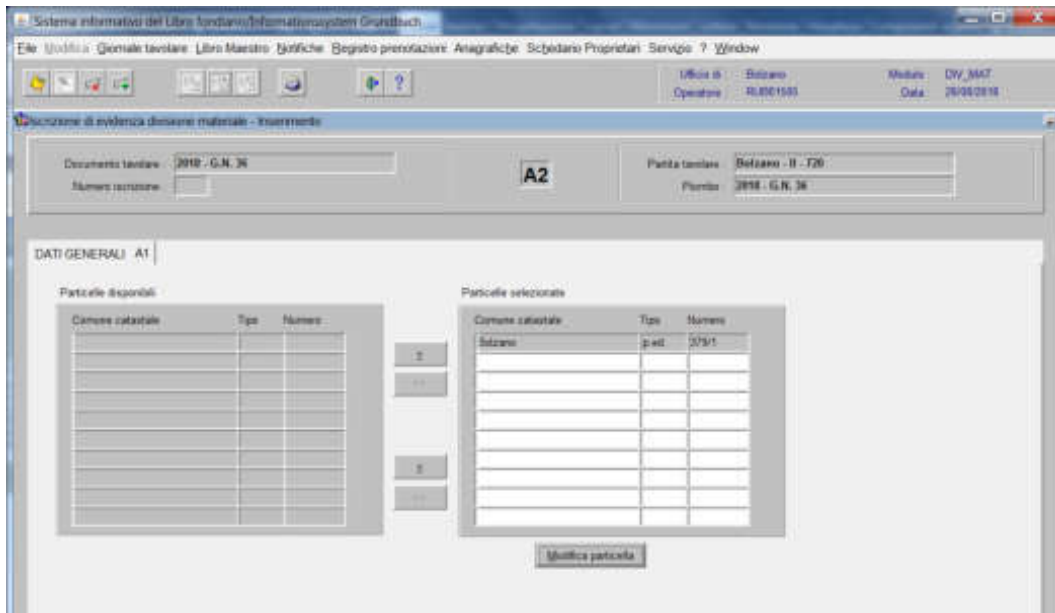 Sistema informativo del Libro fondiario/Informationssystem Grundbuch
File Modifica Giornale tavolare Libro Maestro Notifiche Registro prenotazioni Anagrafiche Schedario Proprietari Servizio ? Window
Ufficio di Bolzano Modulo DIV_MAT
Operatore Data
Iscrizione di evidenza divisione materiale - Inserimento
Documento tavolare 2010 - G.N. 36 A2 Partita tavolare Bolzano - II - 720
Numero iscrizione Piombo 2010 - G.N. 36
DATI GENERALI A1
Particelle disponibili Particelle selezionate
Comune catastale Tipo Numero Comune catastale Tipo Numero
Bolzano p.ed. 379/1
Modifica particella